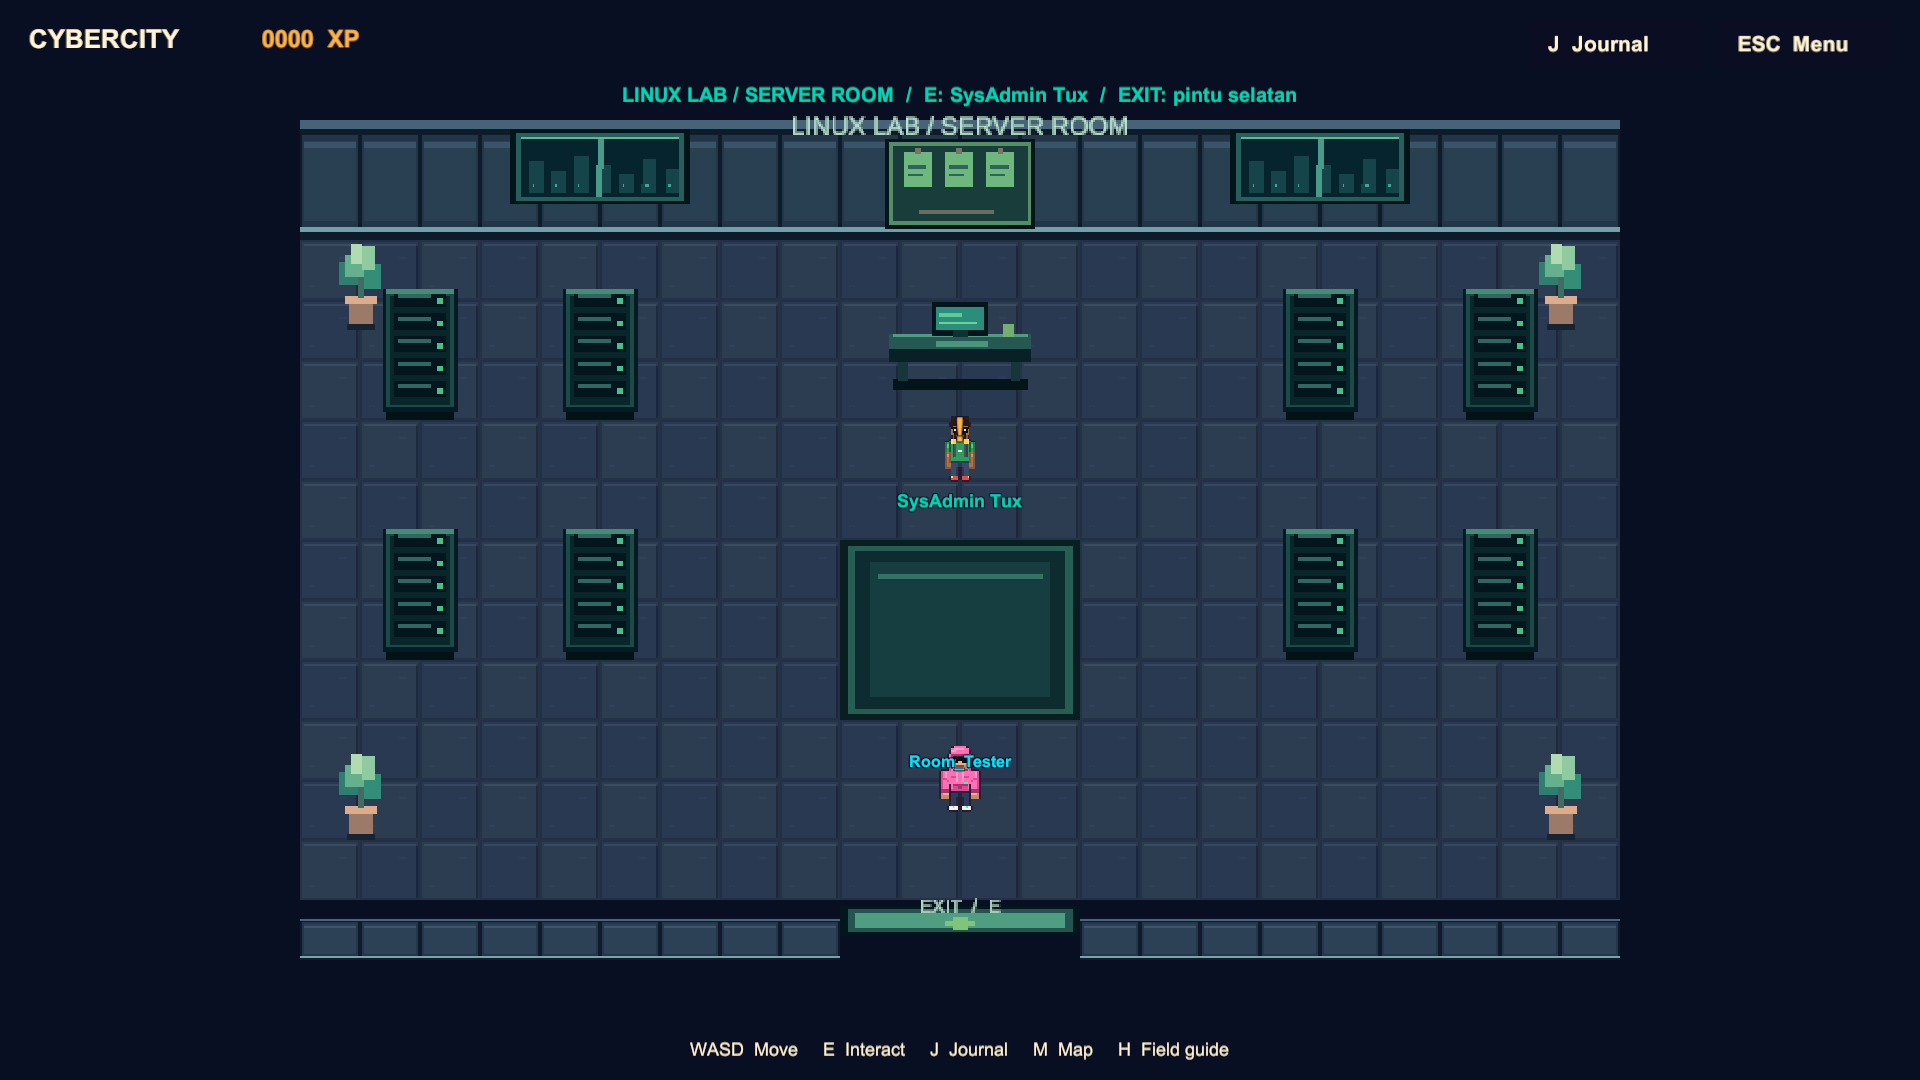 CYBERCITY
0000 XP
J Journal
ESC Menu
LINUX LAB / SERVER ROOM / E: SysAdmin Tux / EXIT: pintu selatan
LINUX LAB / SERVER ROOM
SysAdmin Tux
Room Tester
EXIT / E
WASD Move E Interact J Journal M Map H Field guide